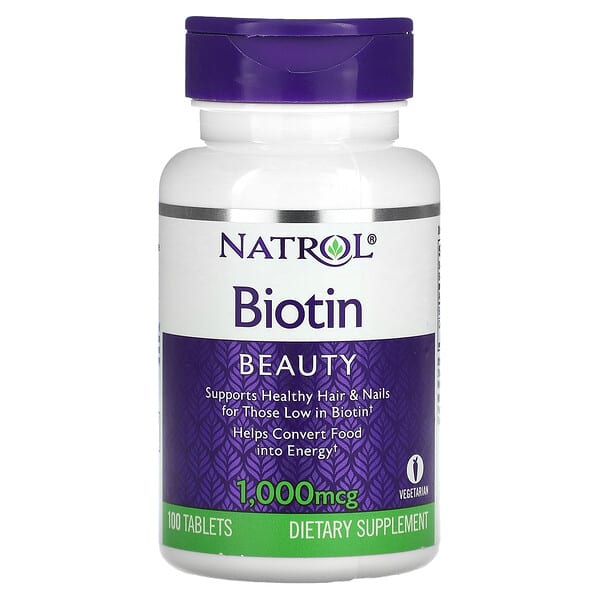 NATROL®
Biotin
BEAUTY
Supports Healthy Hair & Nails
for Those Low in Biotin†
Helps Convert Food
into Energy†
1,000mcg
VEGETARIAN
100 TABLETS
DIETARY SUPPLEMENT